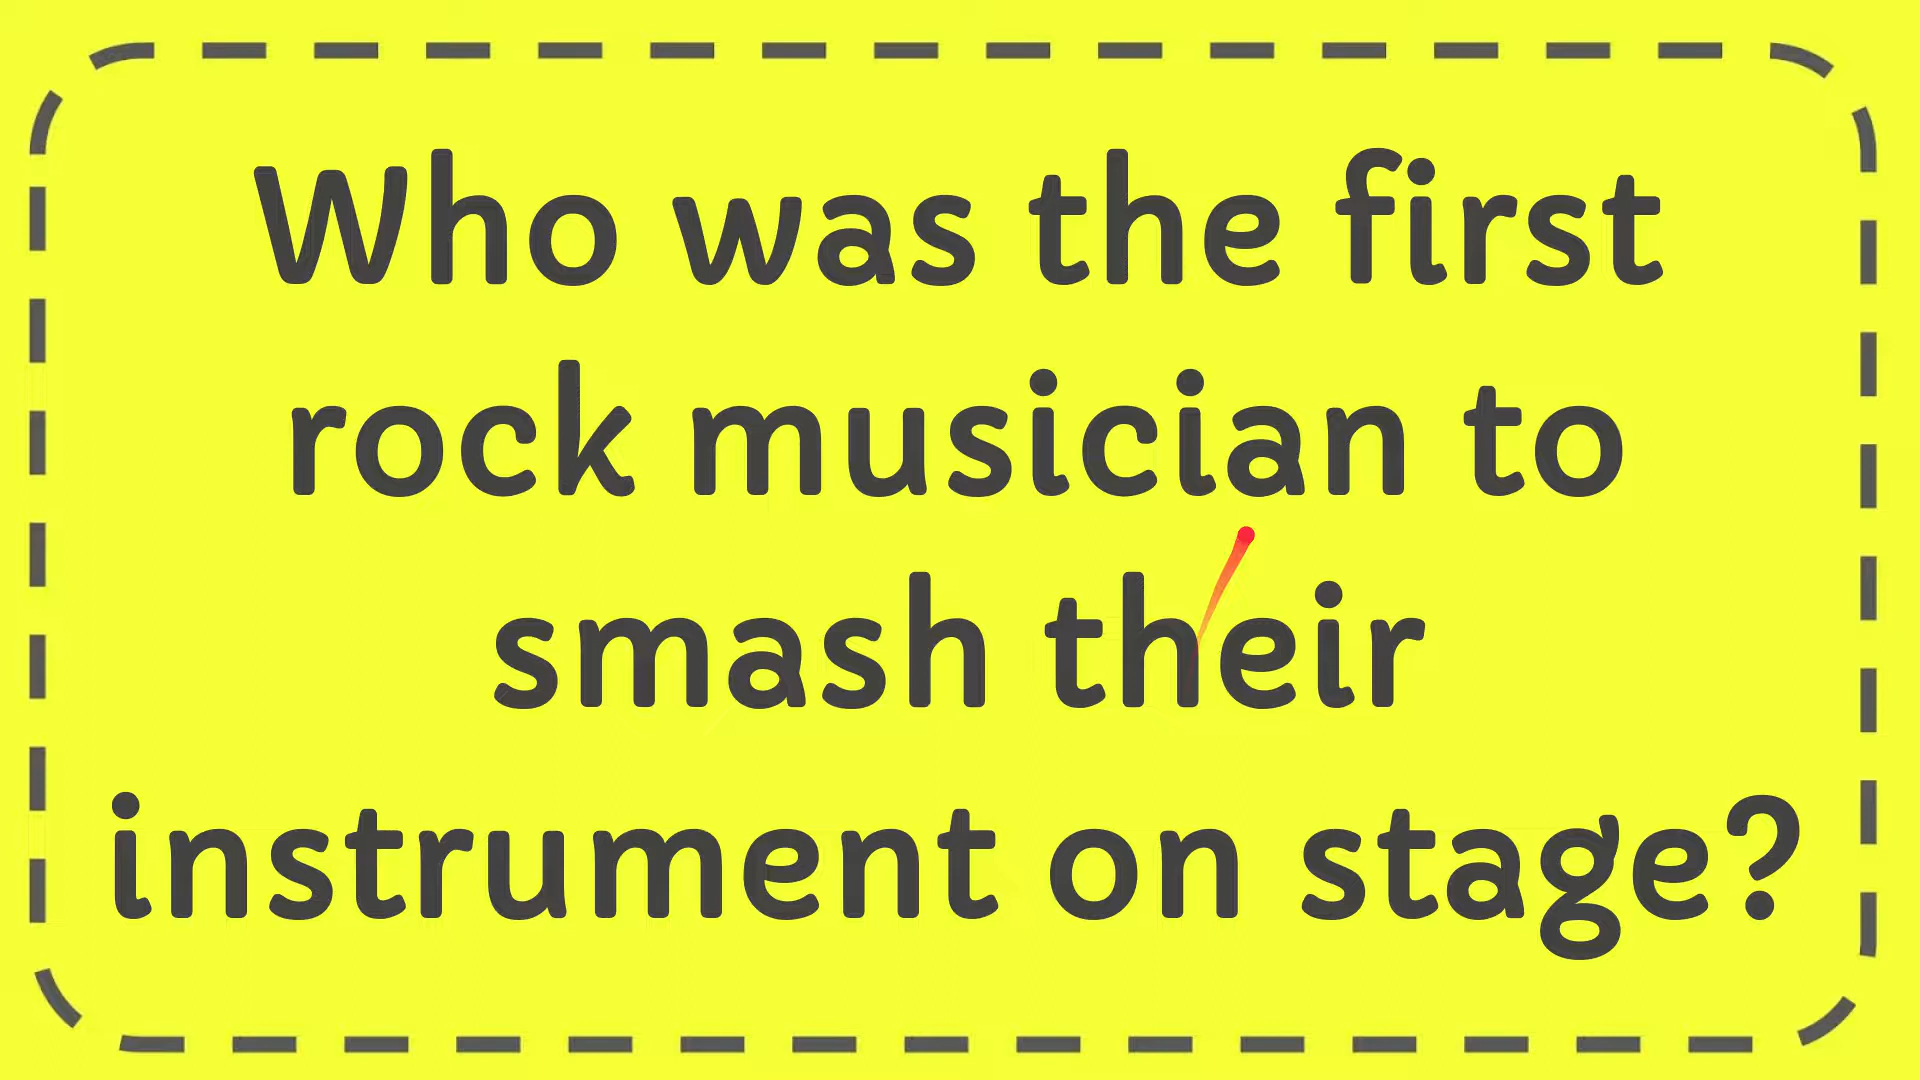 Who was the first
rock musician to
smash their
instrument on stage?